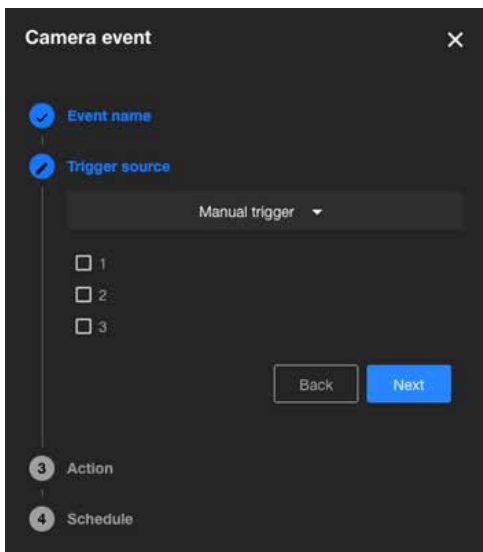 Camera event
Event name
Trigger source
Manual trigger
1
2
3
Back Next
3 Action
4 Schedule